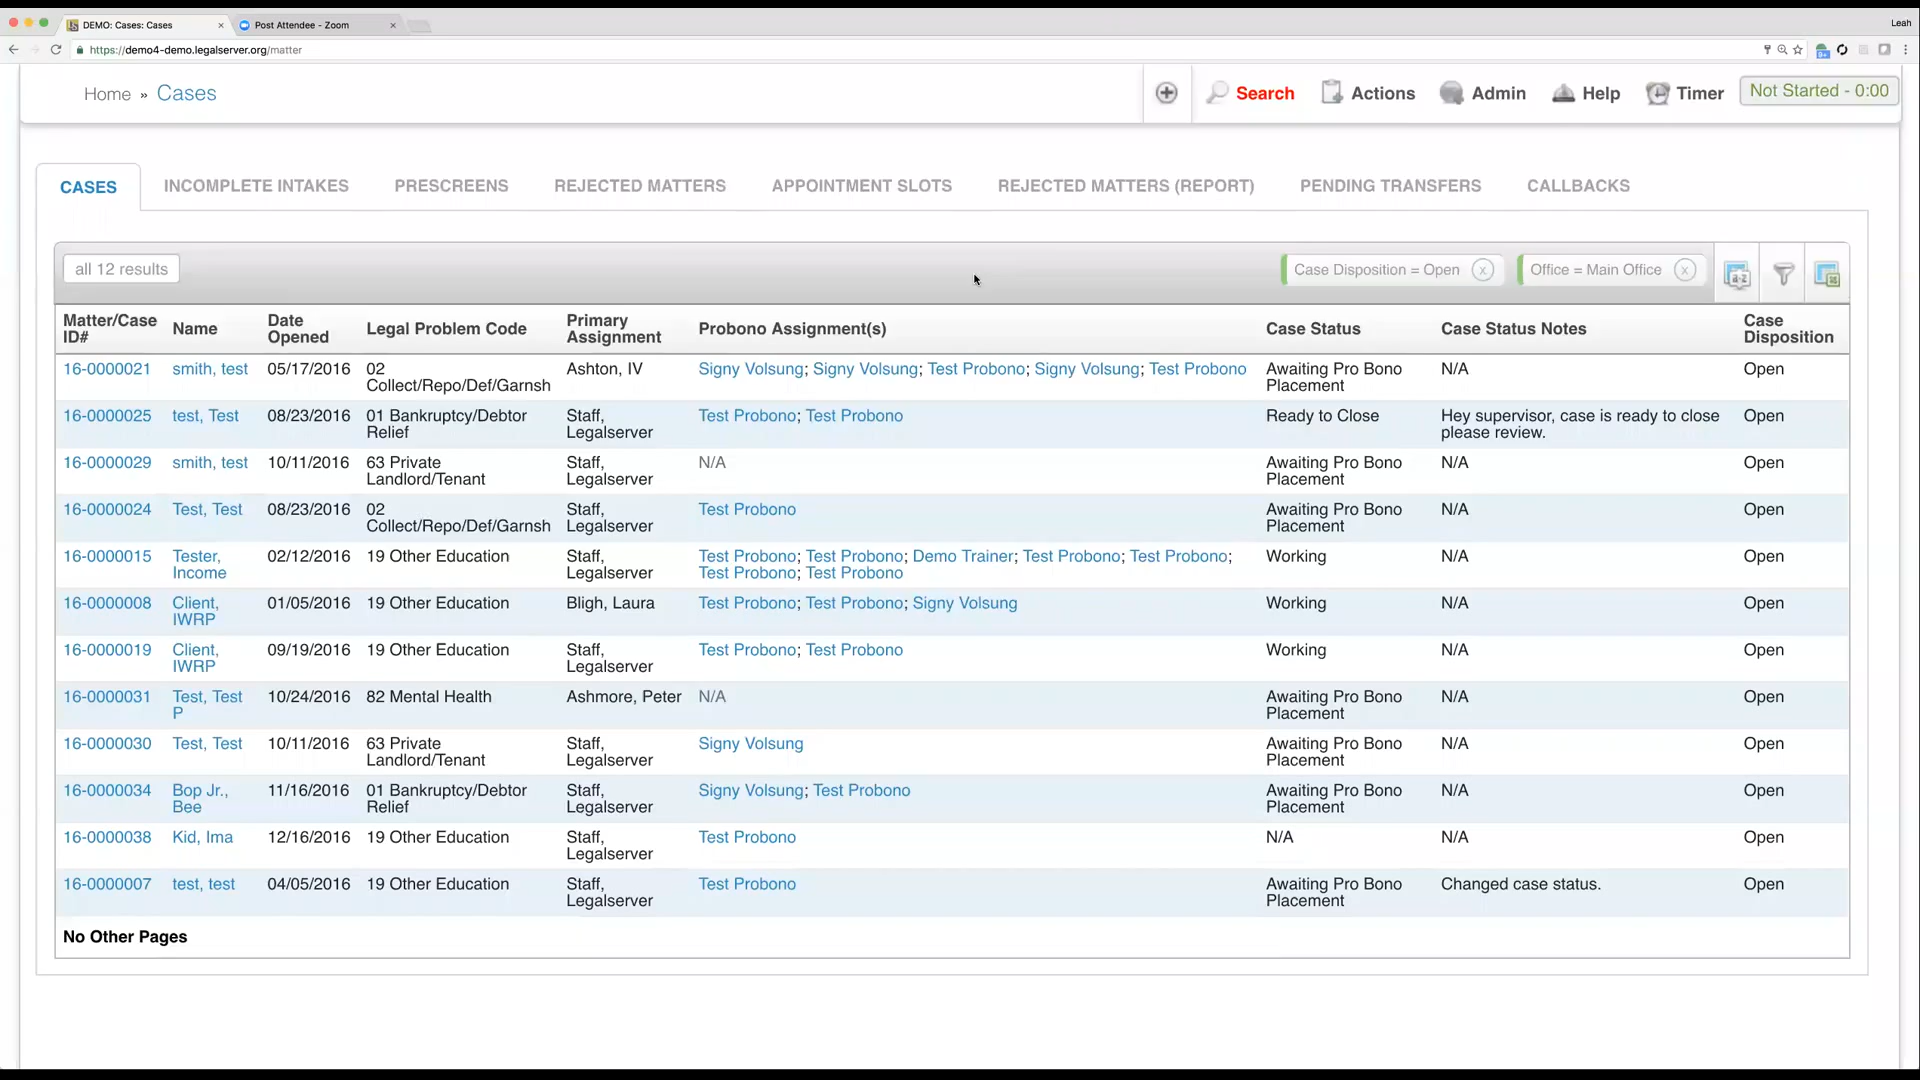 DEMO: Cases: Cases
Post Attendee - Zoom
Leah
https://demo4-demo.legalserver.org/matter
Home » Cases
Search
Actions
Admin
Help
Timer
Not Started - 0:00
CASES
INCOMPLETE INTAKES
PRESCREENS
REJECTED MATTERS
APPOINTMENT SLOTS
REJECTED MATTERS (REPORT)
PENDING TRANSFERS
CALLBACKS
all 12 results
Case Disposition = Open x
Office = Main Office x
Matter/Case ID# Name Date Opened Legal Problem Code Primary Assignment Probono Assignment(s) Case Status Case Status Notes Case Disposition
16-0000021 smith, test 05/17/2016 02 Collect/Repo/Def/Garnsh Ashton, IV Signy Volsung; Signy Volsung; Test Probono; Signy Volsung; Test Probono Awaiting Pro Bono Placement N/A Open
16-0000025 test, Test 08/23/2016 01 Bankruptcy/Debtor Relief Staff, Legalserver Test Probono; Test Probono Ready to Close Hey supervisor, case is ready to close please review. Open
16-0000029 smith, test 10/11/2016 63 Private Landlord/Tenant Staff, Legalserver N/A Awaiting Pro Bono Placement N/A Open
16-0000024 Test, Test 08/23/2016 02 Collect/Repo/Def/Garnsh Staff, Legalserver Test Probono Awaiting Pro Bono Placement N/A Open
16-0000015 Tester, Income 02/12/2016 19 Other Education Staff, Legalserver Test Probono; Test Probono; Demo Trainer; Test Probono; Test Probono; Test Probono; Test Probono Working N/A Open
16-0000008 Client, IWRP 01/05/2016 19 Other Education Bligh, Laura Test Probono; Test Probono; Signy Volsung Working N/A Open
16-0000019 Client, IWRP 09/19/2016 19 Other Education Staff, Legalserver Test Probono; Test Probono Working N/A Open
16-0000031 Test, Test P 10/24/2016 82 Mental Health Ashmore, Peter N/A Awaiting Pro Bono Placement N/A Open
16-0000030 Test, Test 10/11/2016 63 Private Landlord/Tenant Staff, Legalserver Signy Volsung Awaiting Pro Bono Placement N/A Open
16-0000034 Bop Jr., Bee 11/16/2016 01 Bankruptcy/Debtor Relief Staff, Legalserver Signy Volsung; Test Probono Awaiting Pro Bono Placement N/A Open
16-0000038 Kid, Ima 12/16/2016 19 Other Education Staff, Legalserver Test Probono N/A N/A Open
16-0000007 test, test 04/05/2016 19 Other Education Staff, Legalserver Test Probono Awaiting Pro Bono Placement Changed case status. Open
No Other Pages